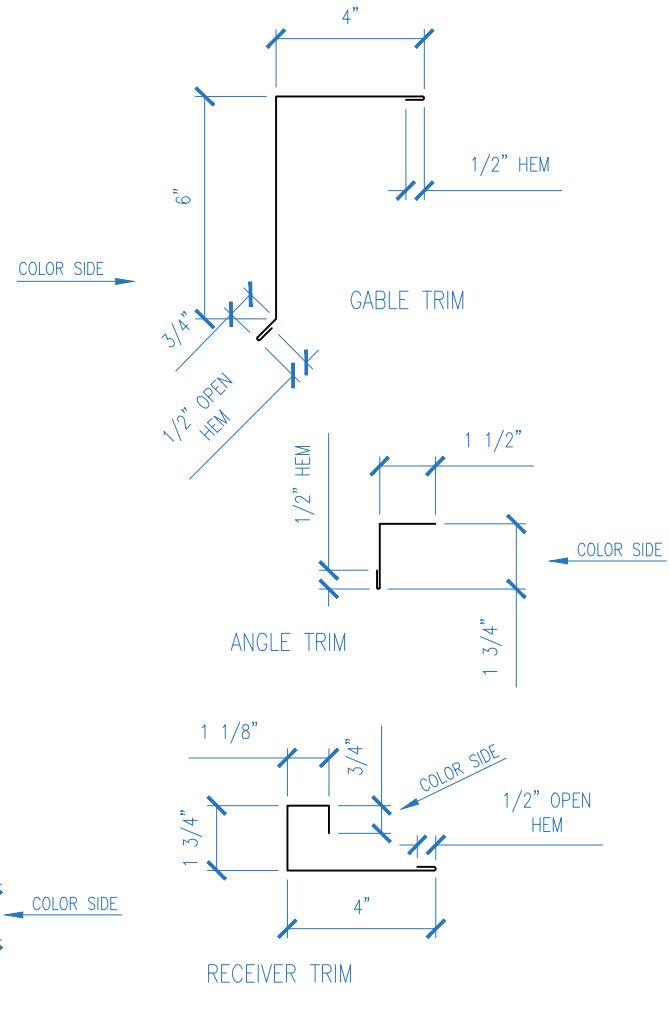 4”
1/2” HEM
6”
COLOR SIDE
GABLE TRIM
3/4”
1/2” OPEN
HEM
1 1/2”
1/2” HEM
COLOR SIDE
1 3/4”
ANGLE TRIM
1 1/8”
3/4”
COLOR SIDE
1/2” OPEN
HEM
1 3/4”
4”
COLOR SIDE
RECEIVER TRIM